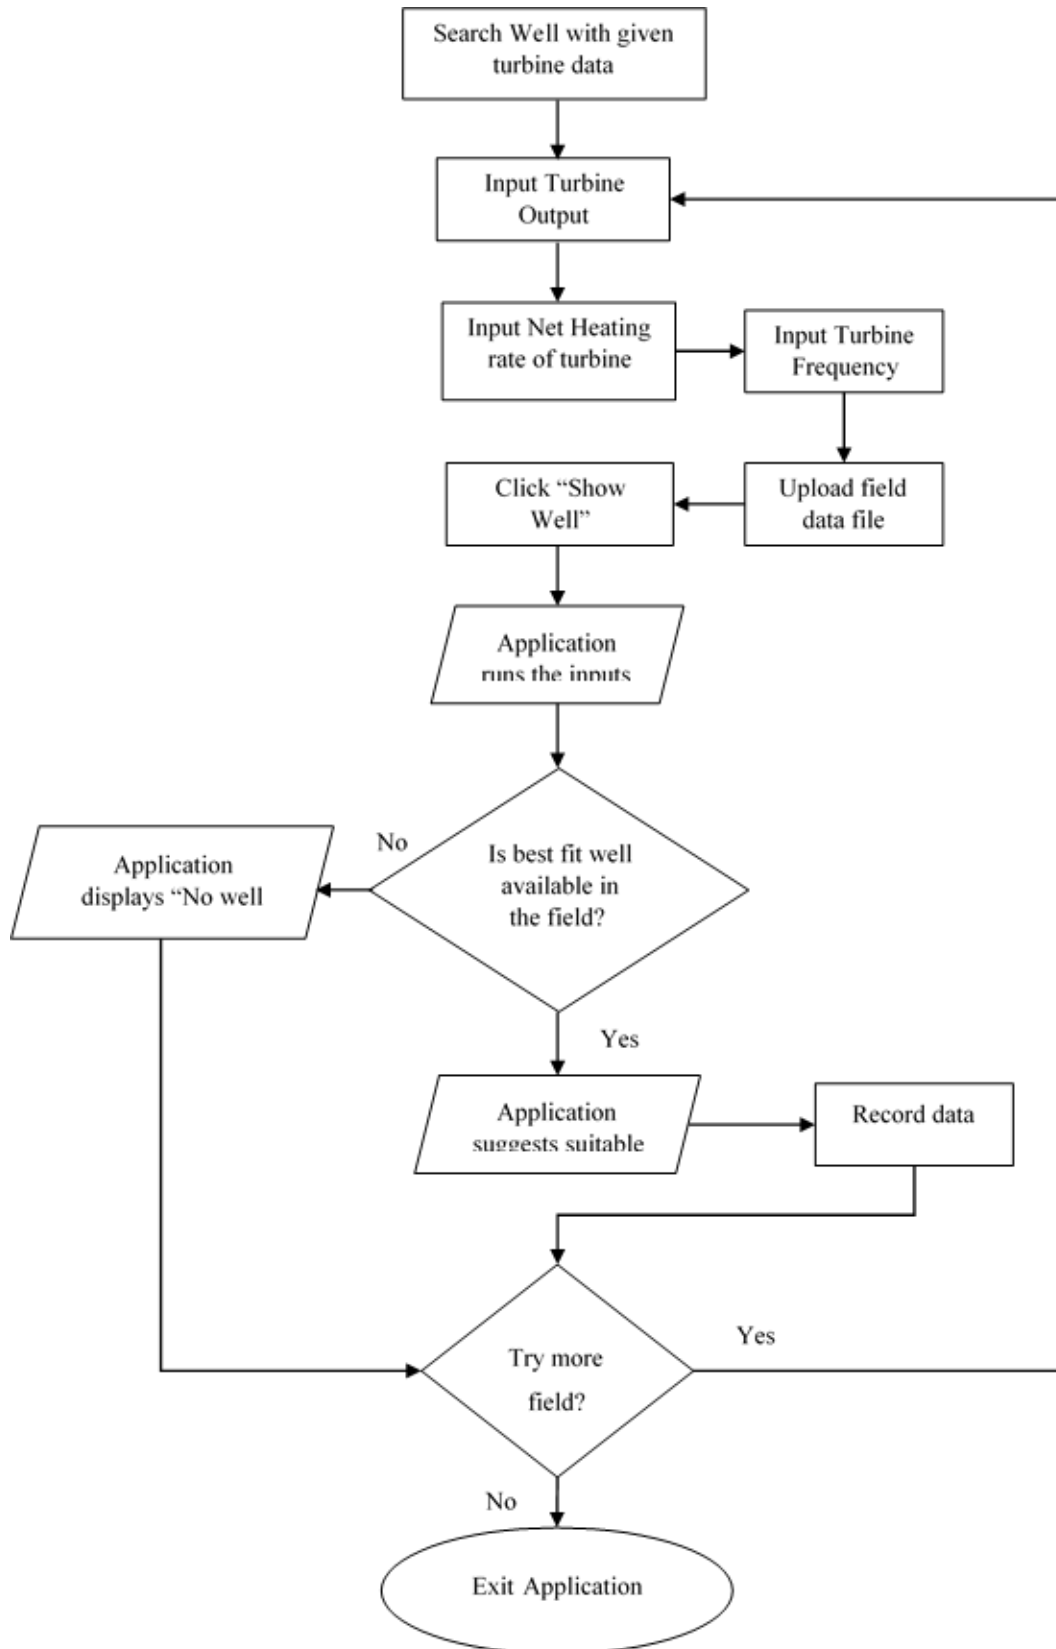 Search Well with given
turbine data
Input Turbine
Output
Input Net Heating
rate of turbine
Input Turbine
Frequency
Click “Show
Well”
Upload field
data file
Application
runs the inputs
No
Is best fit well
available in
the field?
Application
displays “No well
Yes
Application
suggests suitable
Record data
Try more
field?
Yes
No
Exit Application